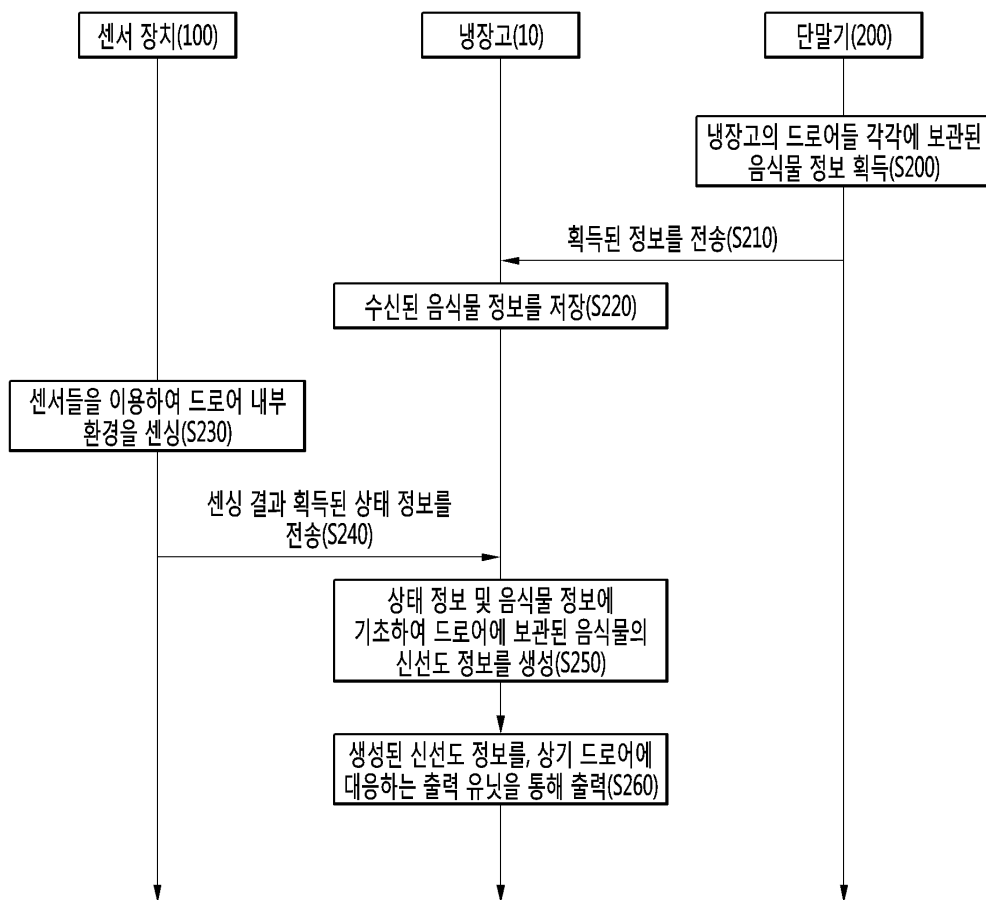 센서 장치(100)
냉장고(10)
단말기(200)
냉장고의 드로어들 각각에 보관된
음식물 정보 획득(S200)
획득된 정보를 전송(S210)
수신된 음식물 정보를 저장(S220)
센서들을 이용하여 드로어 내부
환경을 센싱(S230)
센싱 결과 획득된 상태 정보를
전송(S240)
상태 정보 및 음식물 정보에
기초하여 드로어에 보관된 음식물의
신선도 정보를 생성(S250)
생성된 신선도 정보를, 상기 드로어에
대응하는 출력 유닛을 통해 출력(S260)